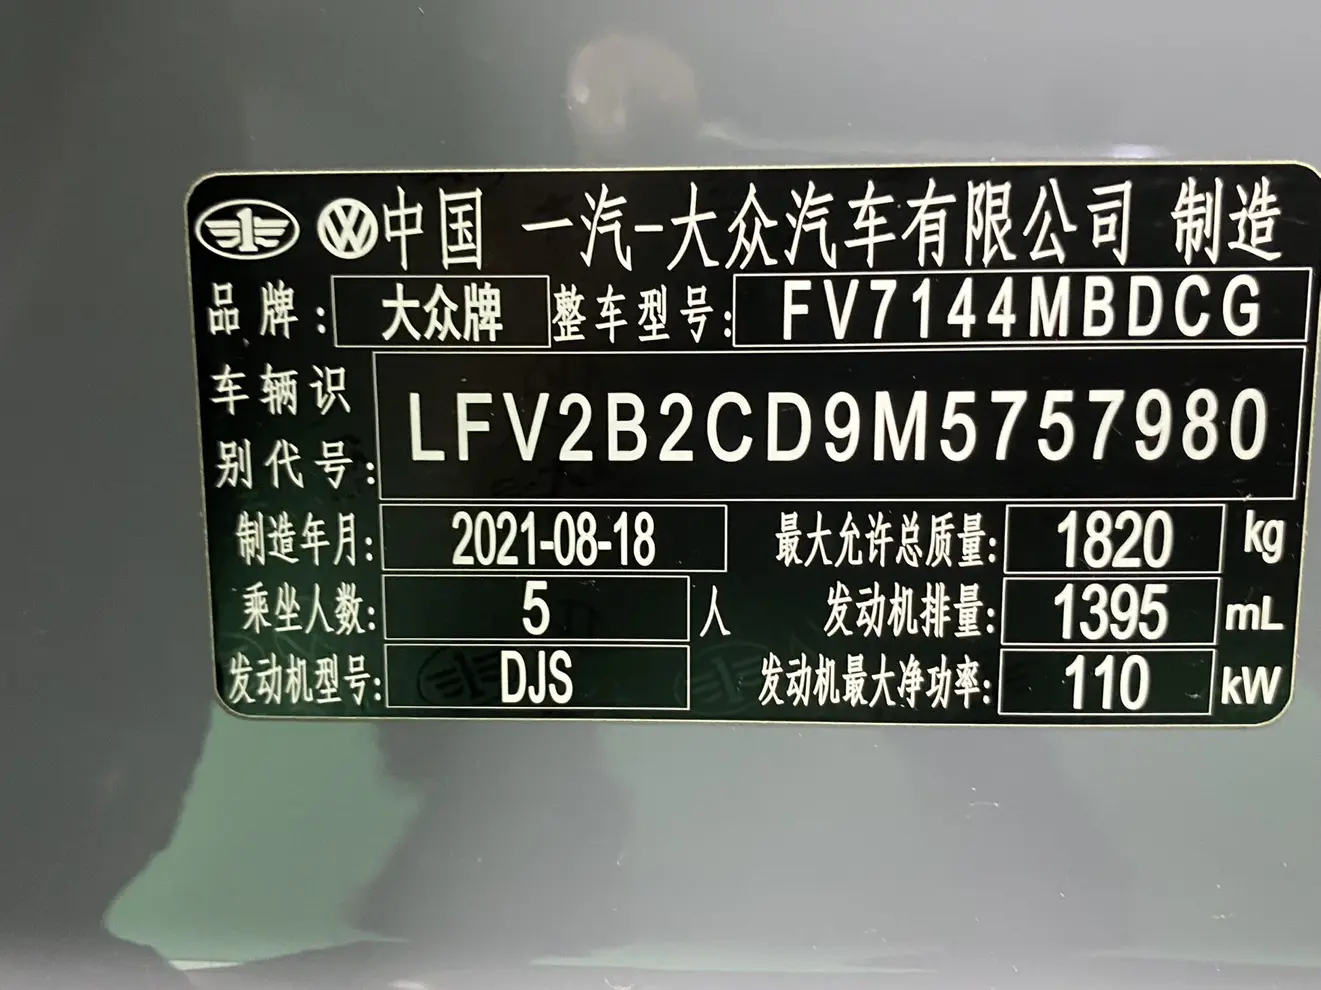 中国 一汽-大众汽车有限公司 制造
品牌: 大众牌 整车型号: FV7144MBDCG
车辆识别代号: LFV2B2CD9M5757980
制造年月: 2021-08-18 最大允许总质量: 1820 kg
乘坐人数: 5 人 发动机排量: 1395 mL
发动机型号: DJS 发动机最大净功率: 110 kW